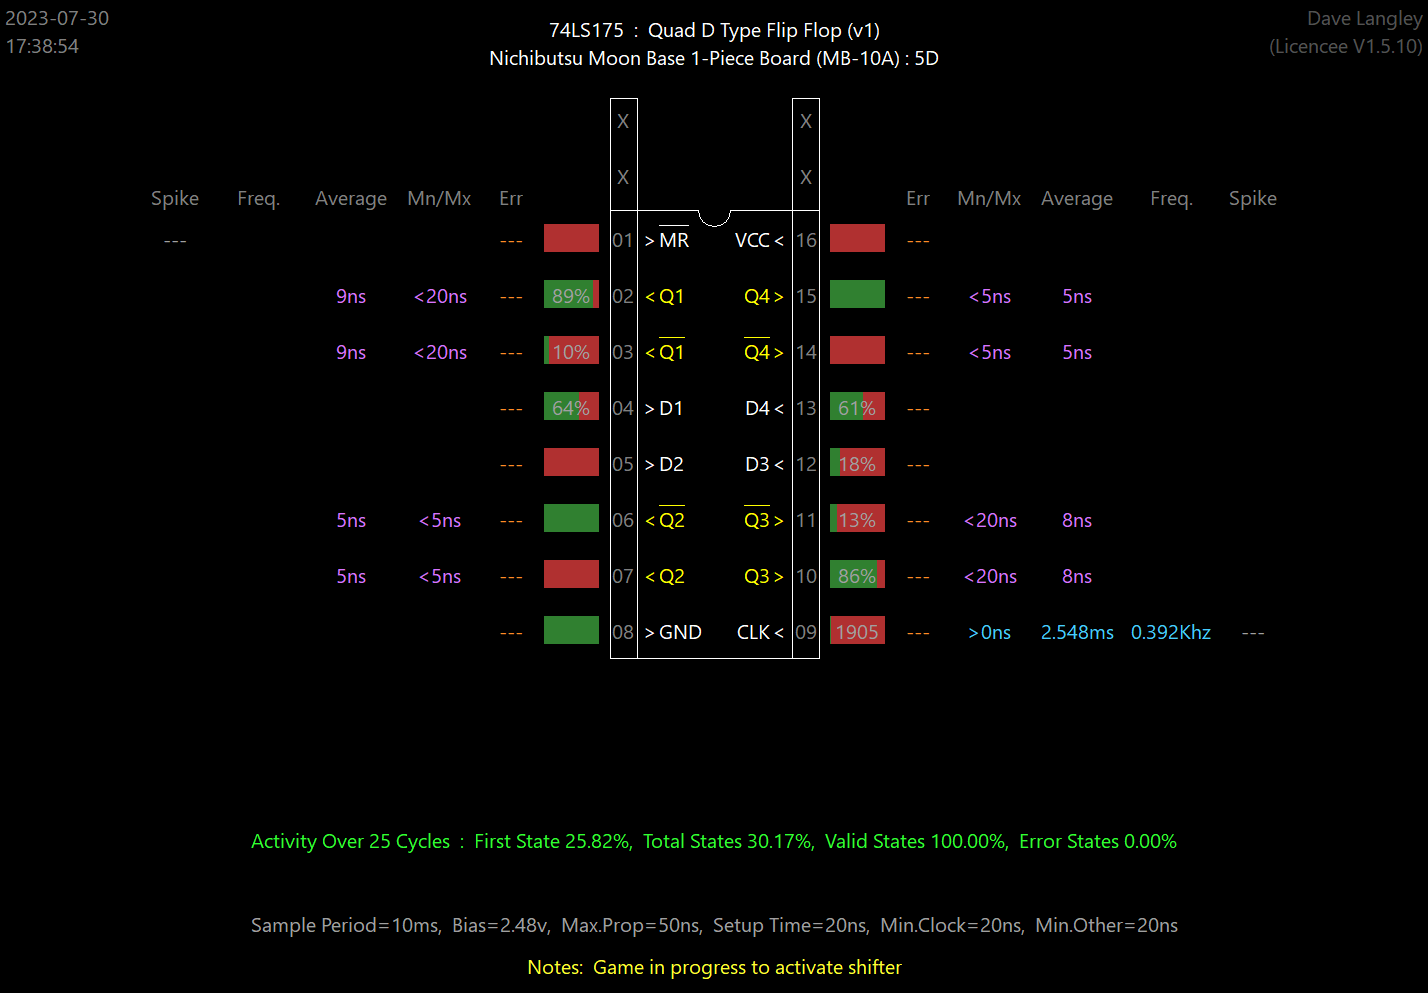 2023-07-30
17:38:54
74LS175 : Quad D Type Flip Flop (v1)
Nichibutsu Moon Base 1-Piece Board (MB-10A) : 5D
Dave Langley
(Licencee V1.5.10)
X X
X X
Spike Freq. Average Mn/Mx Err Err Mn/Mx Average Freq. Spike
--- --- 01 >MR VCC< 16 ---
9ns <20ns --- 89% 02 <Q1 Q4> 15 --- <5ns 5ns
9ns <20ns --- 10% 03 <Q1 Q4> 14 --- <5ns 5ns
--- 64% 04 >D1 D4< 13 61% ---
--- 05 >D2 D3< 12 18% ---
5ns <5ns --- 06 <Q2 Q3> 11 13% --- <20ns 8ns
5ns <5ns --- 07 <Q2 Q3> 10 86% --- <20ns 8ns
--- 08 >GND CLK< 09 1905 --- >0ns 2.548ms 0.392Khz ---
Activity Over 25 Cycles : First State 25.82%, Total States 30.17%, Valid States 100.00%, Error States 0.00%
Sample Period=10ms, Bias=2.48v, Max.Prop=50ns, Setup Time=20ns, Min.Clock=20ns, Min.Other=20ns
Notes: Game in progress to activate shifter